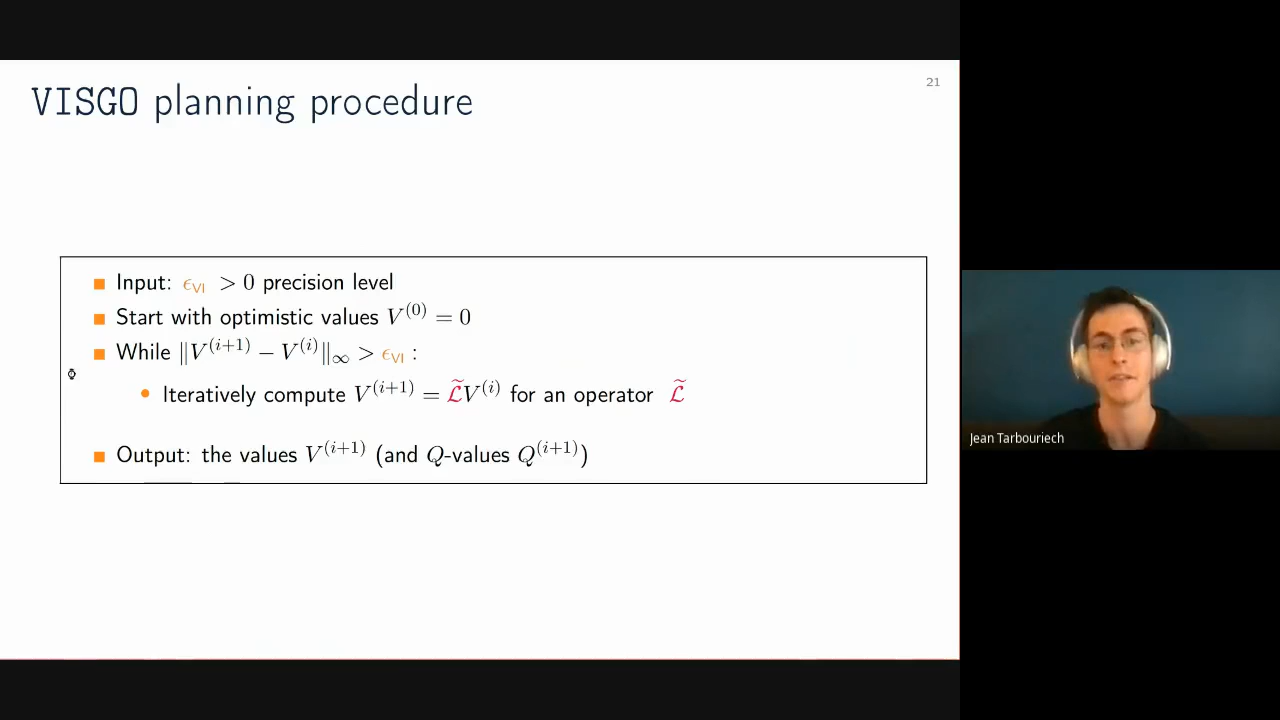 21
VISGO planning procedure
Input: ϵ_VI > 0 precision level
Start with optimistic values V^(0) = 0
While ‖V^(i+1) − V^(i)‖_∞ > ϵ_VI :
Iteratively compute V^(i+1) = L̃V^(i) for an operator L̃
Output: the values V^(i+1) (and Q-values Q^(i+1))
Jean Tarbouriech